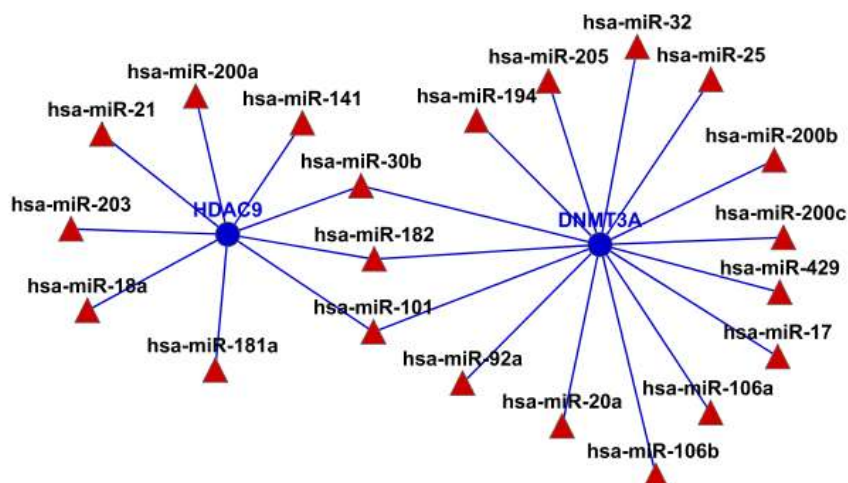 hsa-miR-32
hsa-miR-205
hsa-miR-25
hsa-miR-200a
hsa-miR-194
hsa-miR-141
hsa-miR-21
hsa-miR-200b
hsa-miR-30b
HDAC9
hsa-miR-203
DNMT3A
hsa-miR-200c
hsa-miR-182
hsa-miR-429
hsa-miR-18a
hsa-miR-101
hsa-miR-17
hsa-miR-181a
hsa-miR-92a
hsa-miR-106a
hsa-miR-20a
hsa-miR-106b